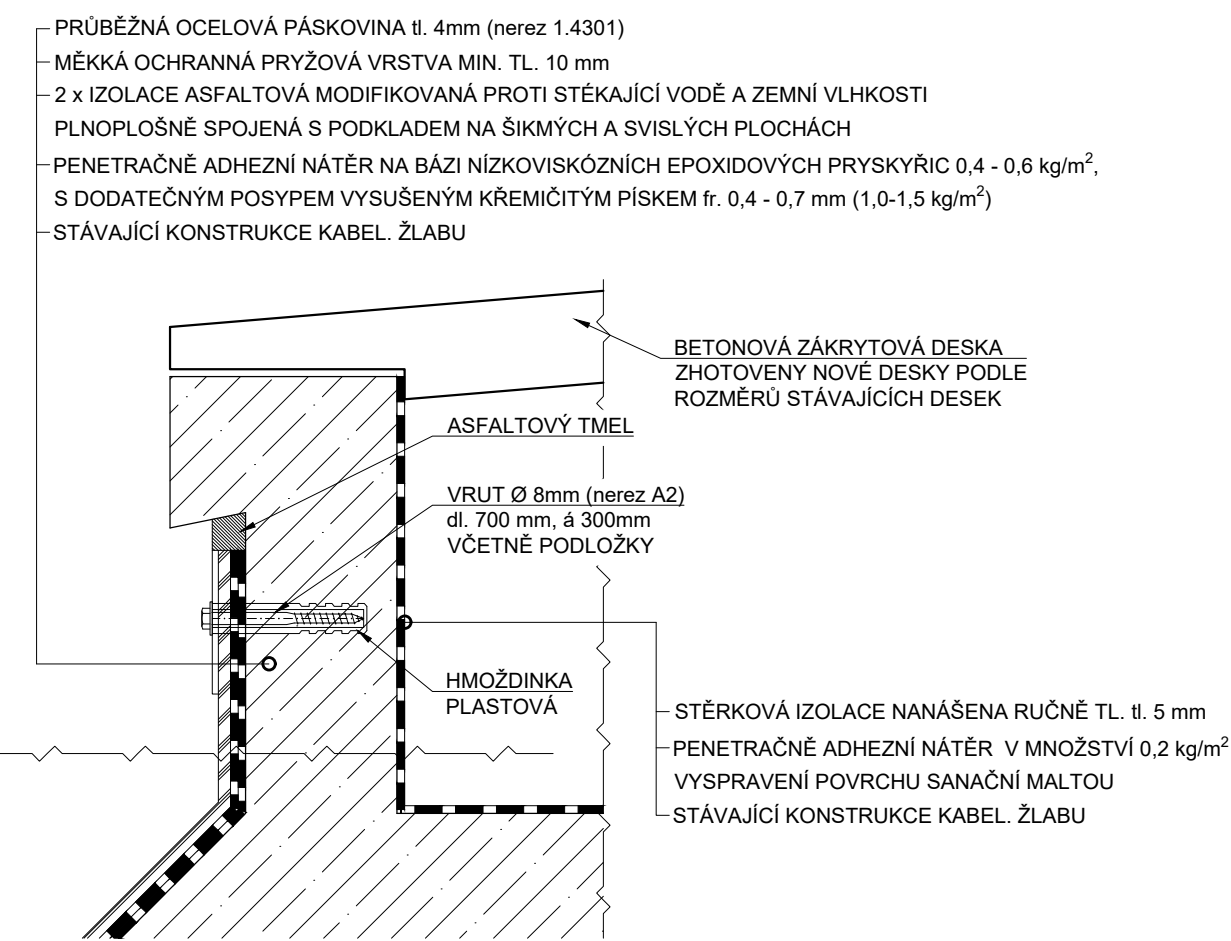 PRŮBĚŽNÁ OCELOVÁ PÁSKOVINA tl. 4mm (nerez 1.4301)
MĚKKÁ OCHRANNÁ PRYŽOVÁ VRSTVA MIN. TL. 10 mm
2 x IZOLACE ASFALTOVÁ MODIFIKOVANÁ PROTI STÉKAJÍCÍ VODĚ A ZEMNÍ VLHKOSTI
PLNOPLOŠNĚ SPOJENÁ S PODKLADEM NA ŠIKMÝCH A SVISLÝCH PLOCHÁCH
PENETRAČNĚ ADHEZNÍ NÁTĚR NA BÁZI NÍZKOVISKÓZNÍCH EPOXIDOVÝCH PRYSKYŘIC 0,4 - 0,6 kg/m²,
S DODATEČNÝM POSYPEM VYSUŠENÝM KŘEMIČITÝM PÍSKEM fr. 0,4 - 0,7 mm (1,0-1,5 kg/m²)
STÁVAJÍCÍ KONSTRUKCE KABEL. ŽLABU
BETONOVÁ ZÁKRYTOVÁ DESKA
ZHOTOVENY NOVÉ DESKY PODLE
ROZMĚRŮ STÁVAJÍCÍCH DESEK
ASFALTOVÝ TMEL
VRUT Ø 8mm (nerez A2)
dl. 700 mm, á 300mm
VČETNĚ PODLOŽKY
HMOŽDINKA
PLASTOVÁ
STĚRKOVÁ IZOLACE NANÁŠENA RUČNĚ TL. tl. 5 mm
PENETRAČNĚ ADHEZNÍ NÁTĚR V MNOŽSTVÍ 0,2 kg/m²
VYSPRAVENÍ POVRCHU SANAČNÍ MALTOU
STÁVAJÍCÍ KONSTRUKCE KABEL. ŽLABU